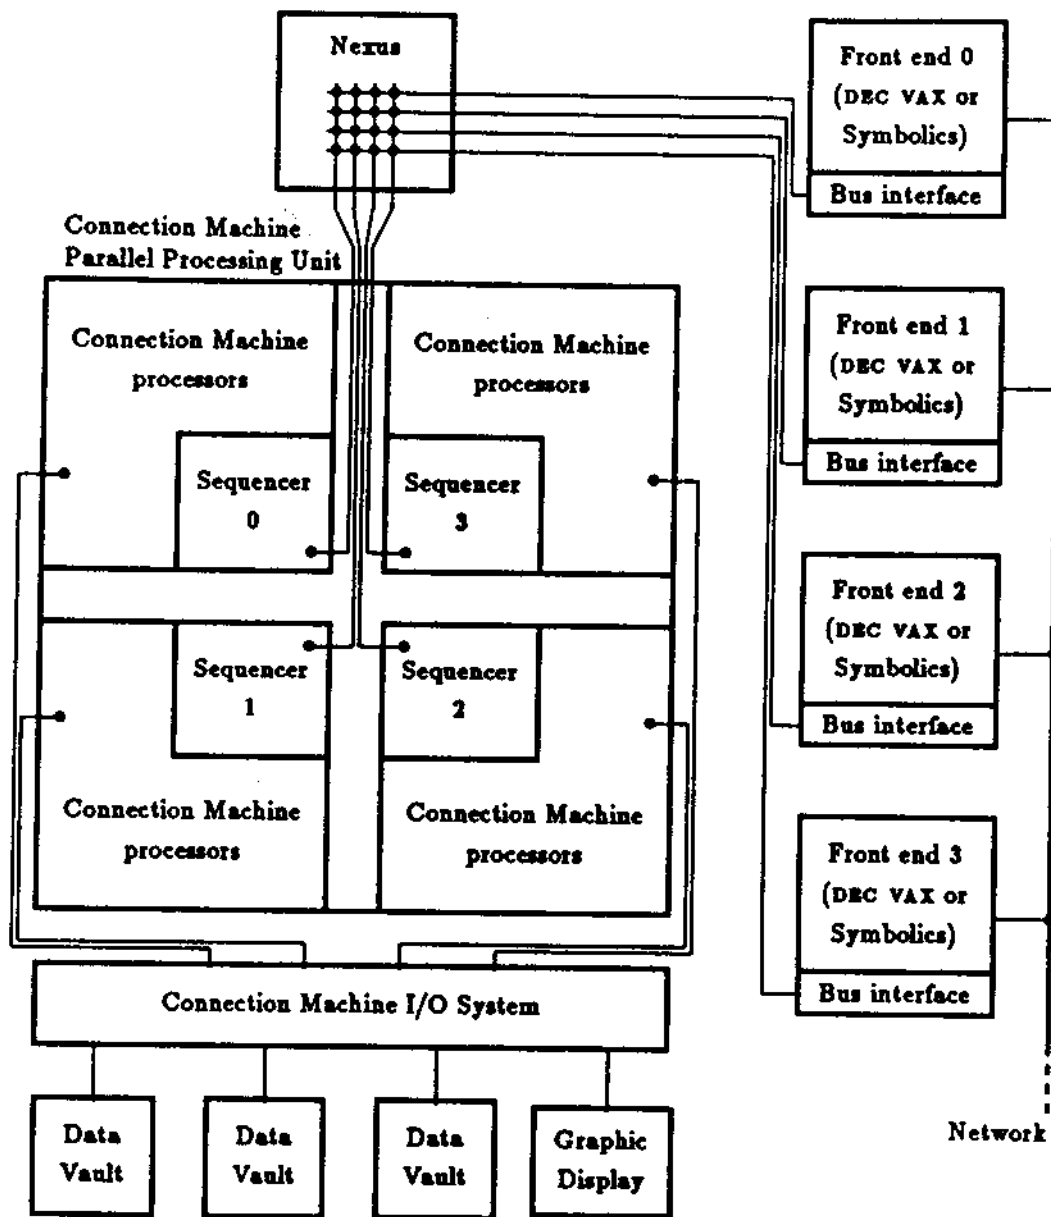 Nexus
Front end 0
(DEC VAX or
Symbolics)
Bus interface
Connection Machine
Parallel Processing Unit
Connection Machine
processors
Connection Machine
processors
Front end 1
(DEC VAX or
Symbolics)
Bus interface
Sequencer
0
Sequencer
3
Front end 2
(DEC VAX or
Symbolics)
Bus interface
Sequencer
1
Sequencer
2
Connection Machine
processors
Connection Machine
processors
Front end 3
(DEC VAX or
Symbolics)
Bus interface
Connection Machine I/O System
Data
Vault
Data
Vault
Data
Vault
Graphic
Display
Network